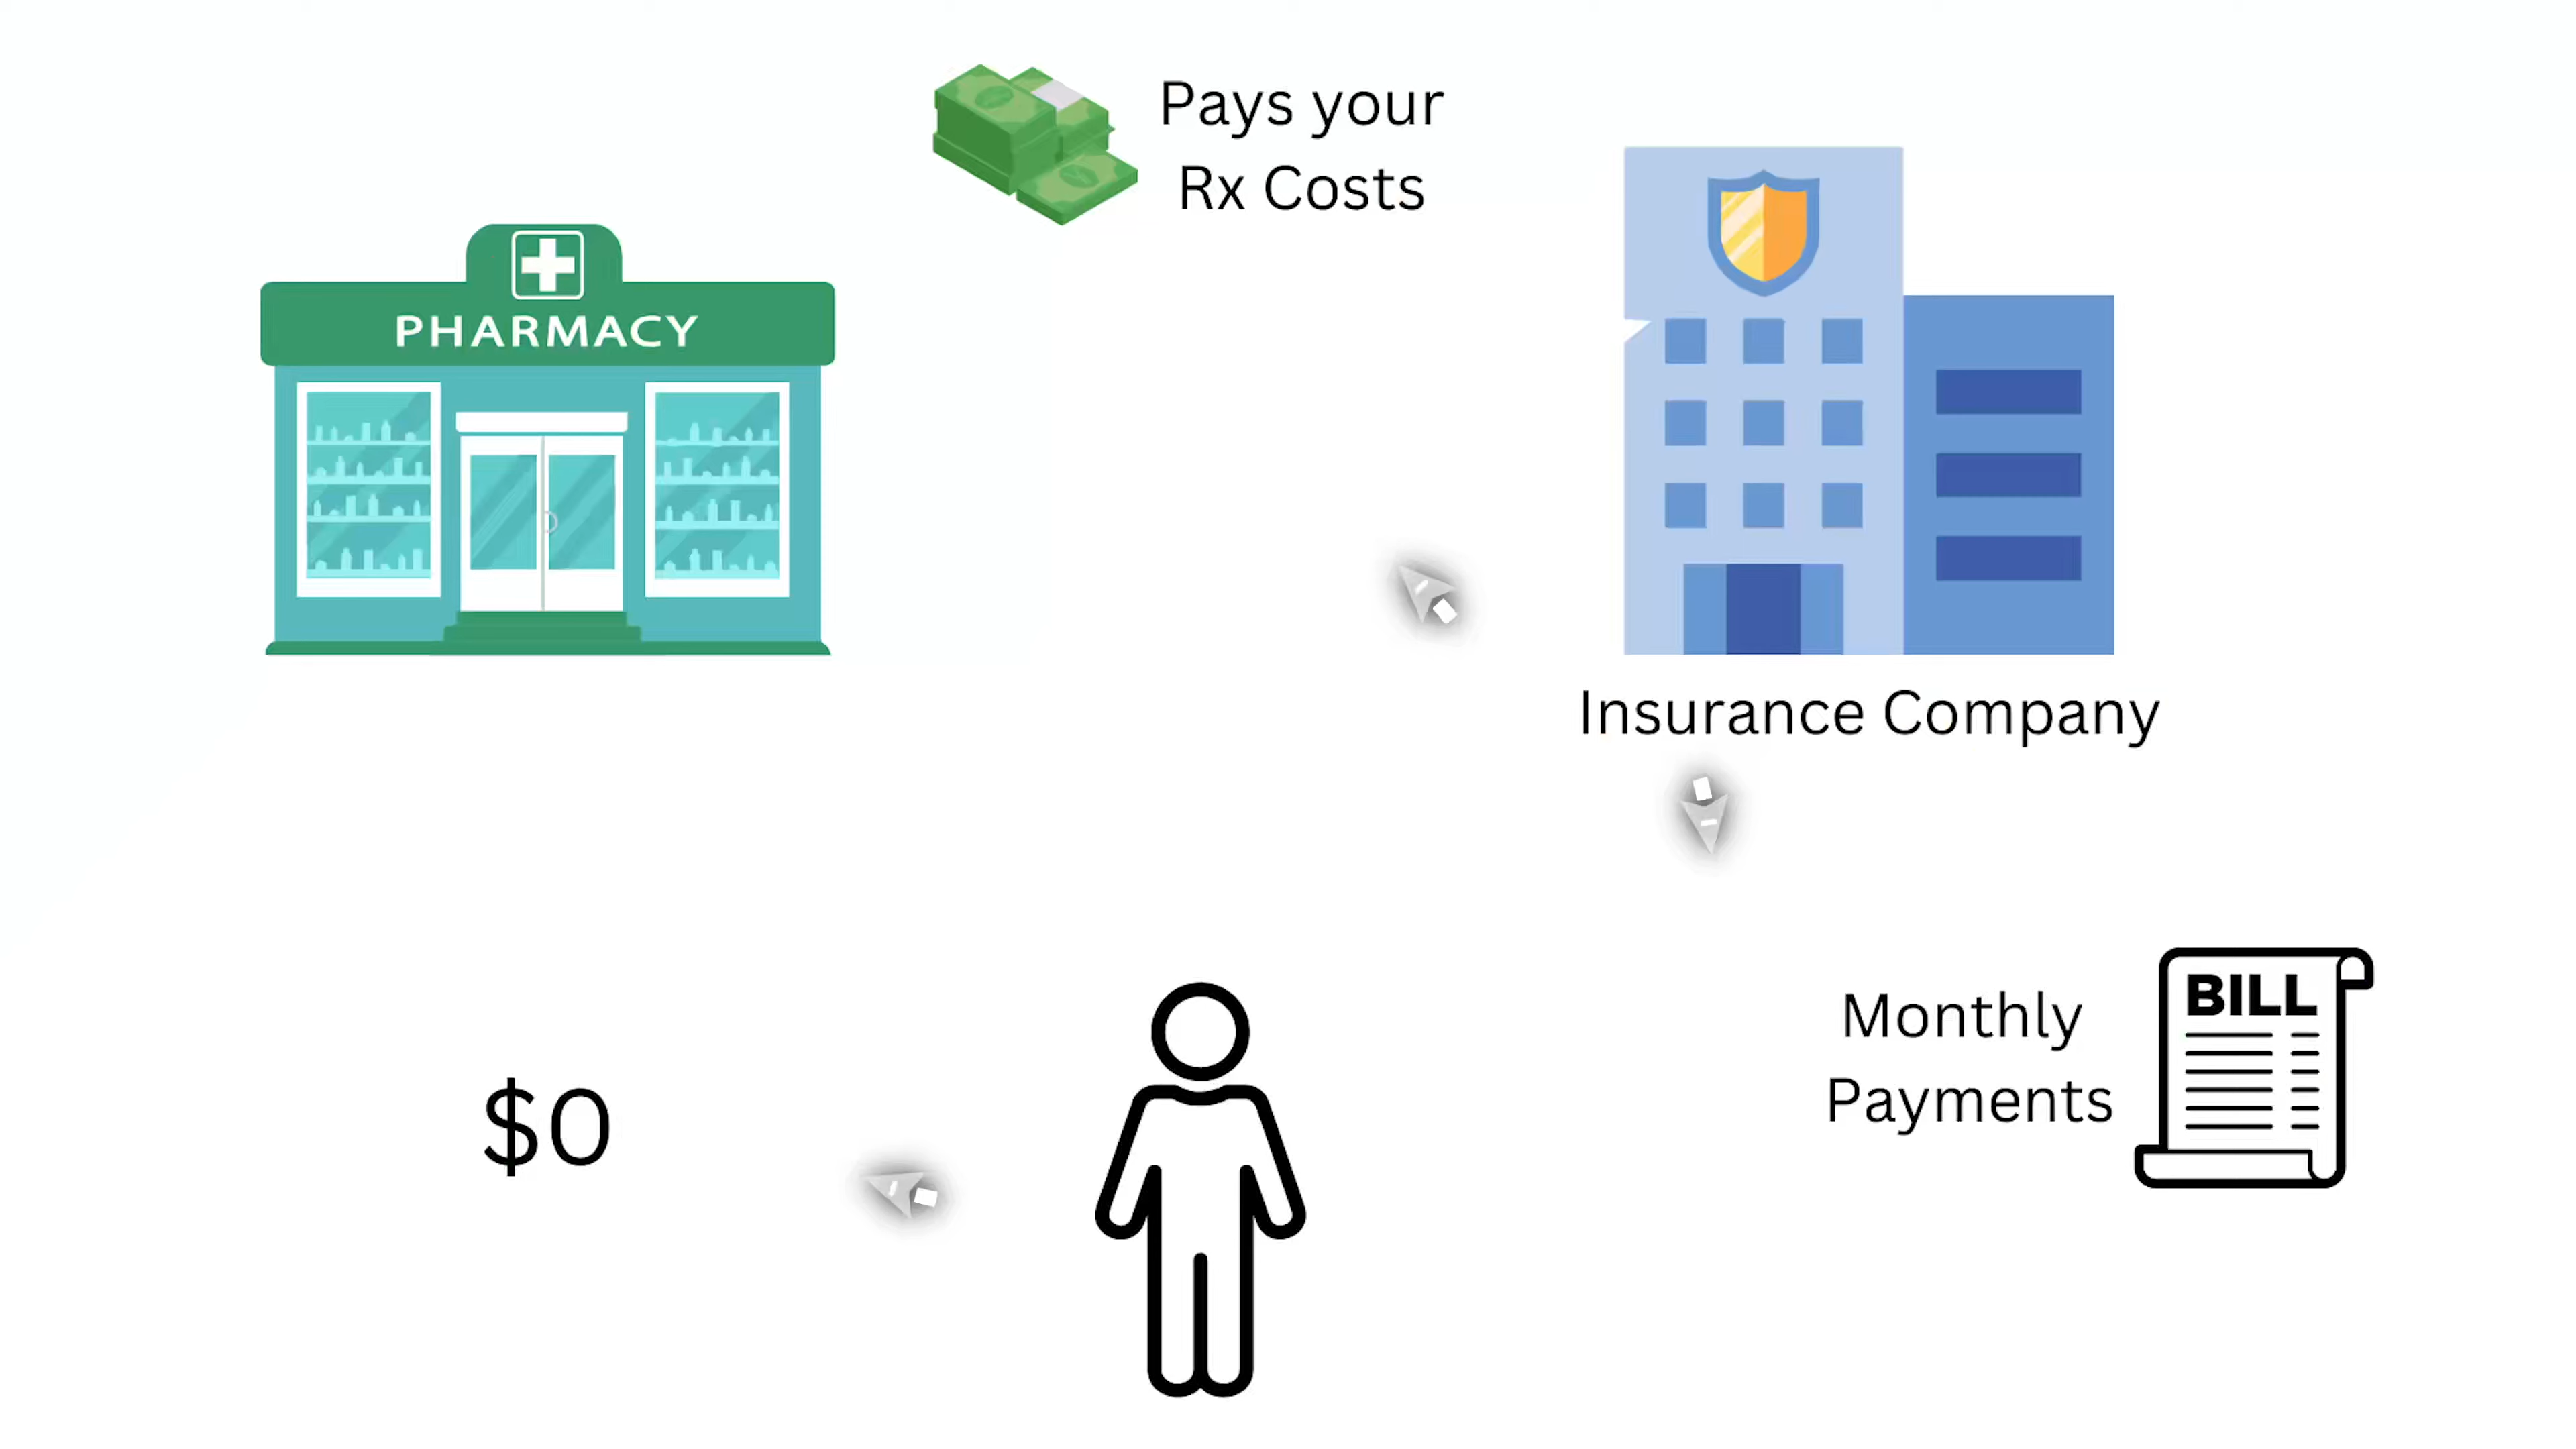 Pays your
Rx Costs
PHARMACY
Insurance Company
Monthly
Payments
BILL
$0